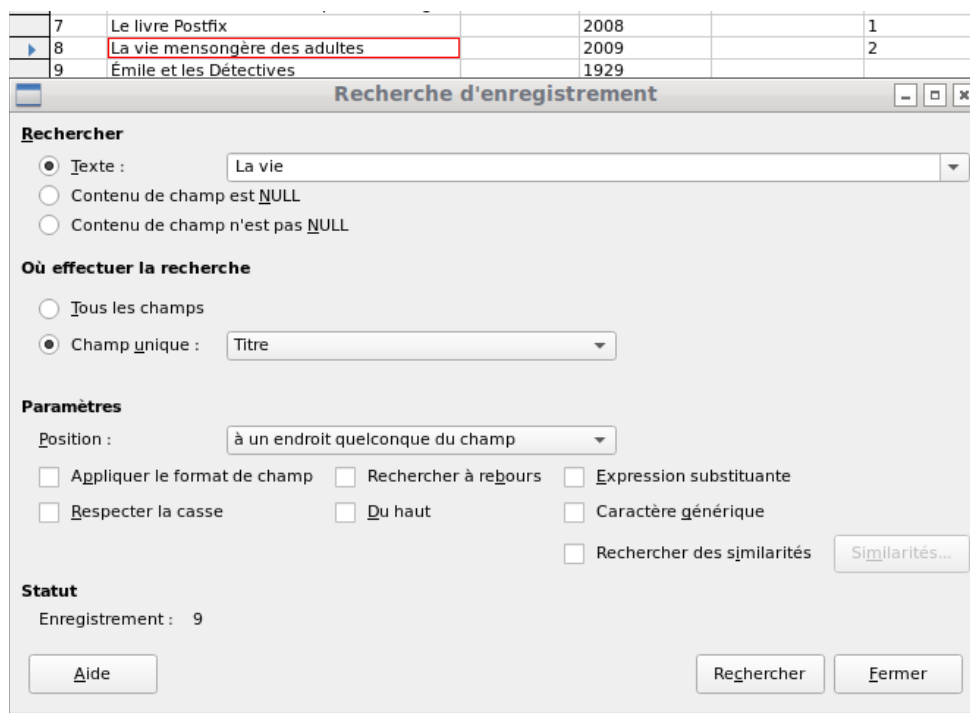 7 Le livre Postfix 2008 1
8 La vie mensongère des adultes 2009 2
9 Émile et les Détectives 1929
Recherche d'enregistrement
Rechercher
Texte : La vie
Contenu de champ est NULL
Contenu de champ n'est pas NULL
Où effectuer la recherche
Tous les champs
Champ unique : Titre
Paramètres
Position : à un endroit quelconque du champ
Appliquer le format de champ Rechercher à rebours Expression substituante
Respecter la casse Du haut Caractère générique
Rechercher des similarités Similarités...
Statut
Enregistrement : 9
Aide Rechercher Fermer